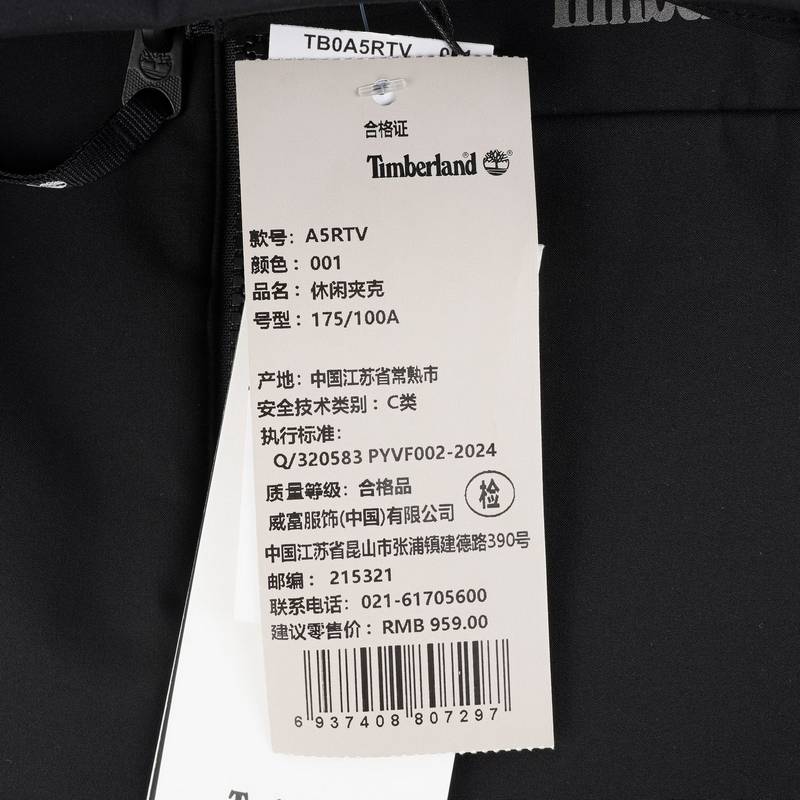 Timberland
TB0A5RTV 001
合格证
Timberland
款号: A5RTV
颜色: 001
品名: 休闲夹克
号型: 175/100A
产地: 中国江苏省常熟市
安全技术类别: C类
执行标准:
Q/320583 PYVF002-2024
质量等级: 合格品
检
威富服饰(中国)有限公司
中国江苏省昆山市张浦镇建德路390号
邮编: 215321
联系电话: 021-61705600
建议零售价: RMB 959.00
6 937408 807297